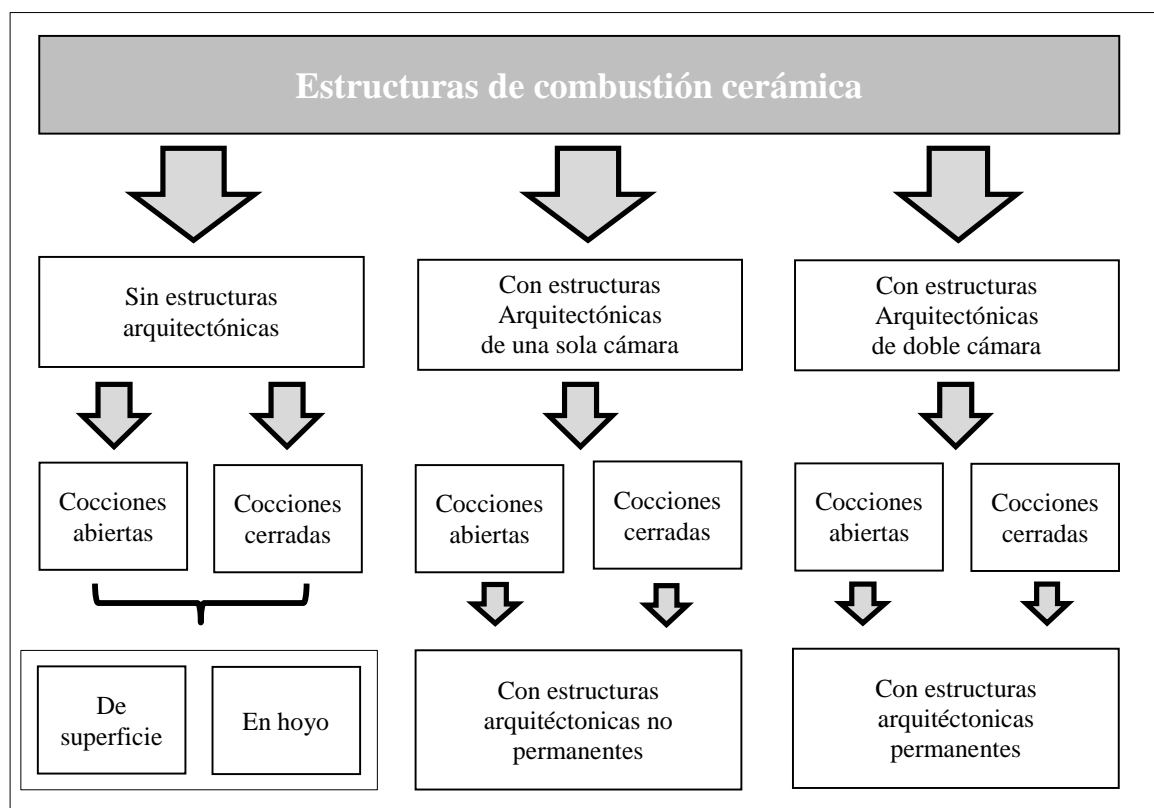 Estructuras de combustión cerámica
Sin estructuras
arquitectónicas
Con estructuras
Arquitectónicas
de una sola cámara
Con estructuras
Arquitectónicas
de doble cámara
Cocciones
abiertas
Cocciones
cerradas
Cocciones
abiertas
Cocciones
cerradas
Cocciones
abiertas
Cocciones
cerradas
De
superficie
En hoyo
Con estructuras
arquitéctonicas no
permanentes
Con estructuras
arquitéctonicas
permanentes